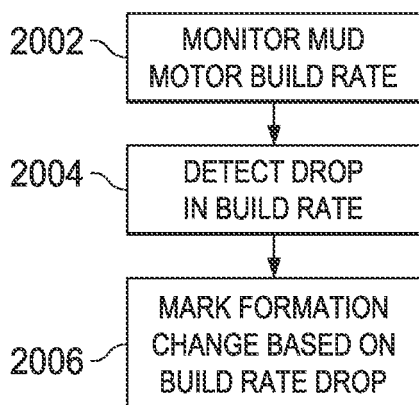 2002
MONITOR MUD
MOTOR BUILD RATE
2004
DETECT DROP
IN BUILD RATE
2006
MARK FORMATION
CHANGE BASED ON
BUILD RATE DROP